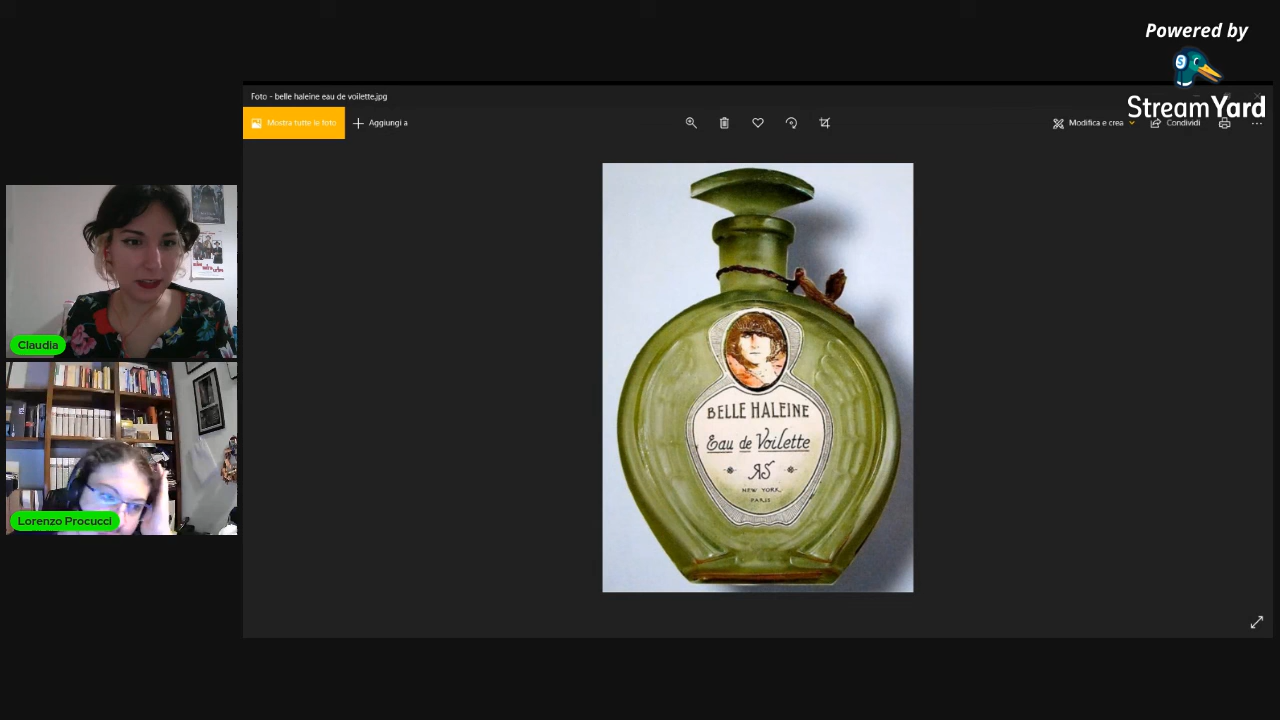 Powered by
StreamYard
Foto - belle haleine eau de voilette.jpg
Mostra tutte le foto
Aggiungi a
Modifica e crea
Condividi
BELLE HALEINE
Eau de Voilette
RS
NEW YORK
PARIS
Claudia
Lorenzo Procucci